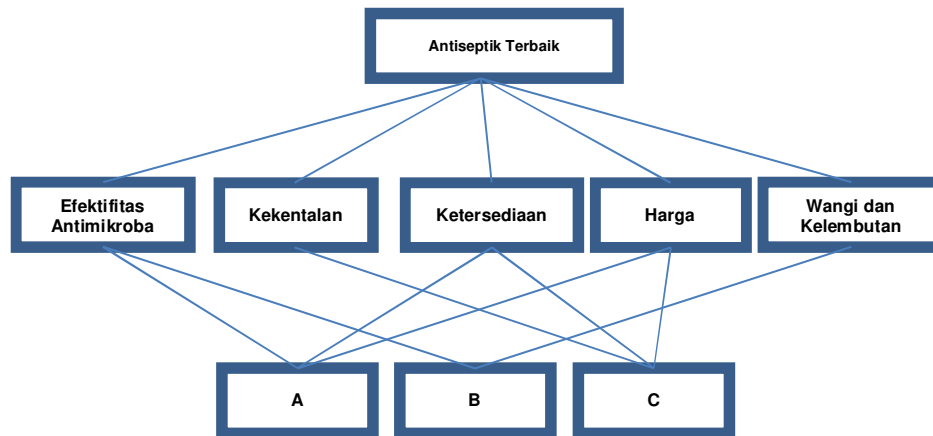 Antiseptik Terbaik
Efektifitas
Antimikroba
Kekentalan
Ketersediaan
Harga
Wangi dan
Kelembutan
A
B
C